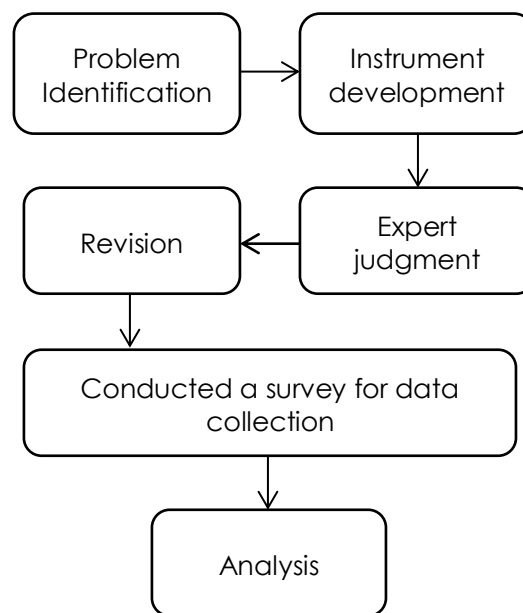 Problem
Identification
Instrument
development
Expert
judgment
Revision
Conducted a survey for data
collection
Analysis